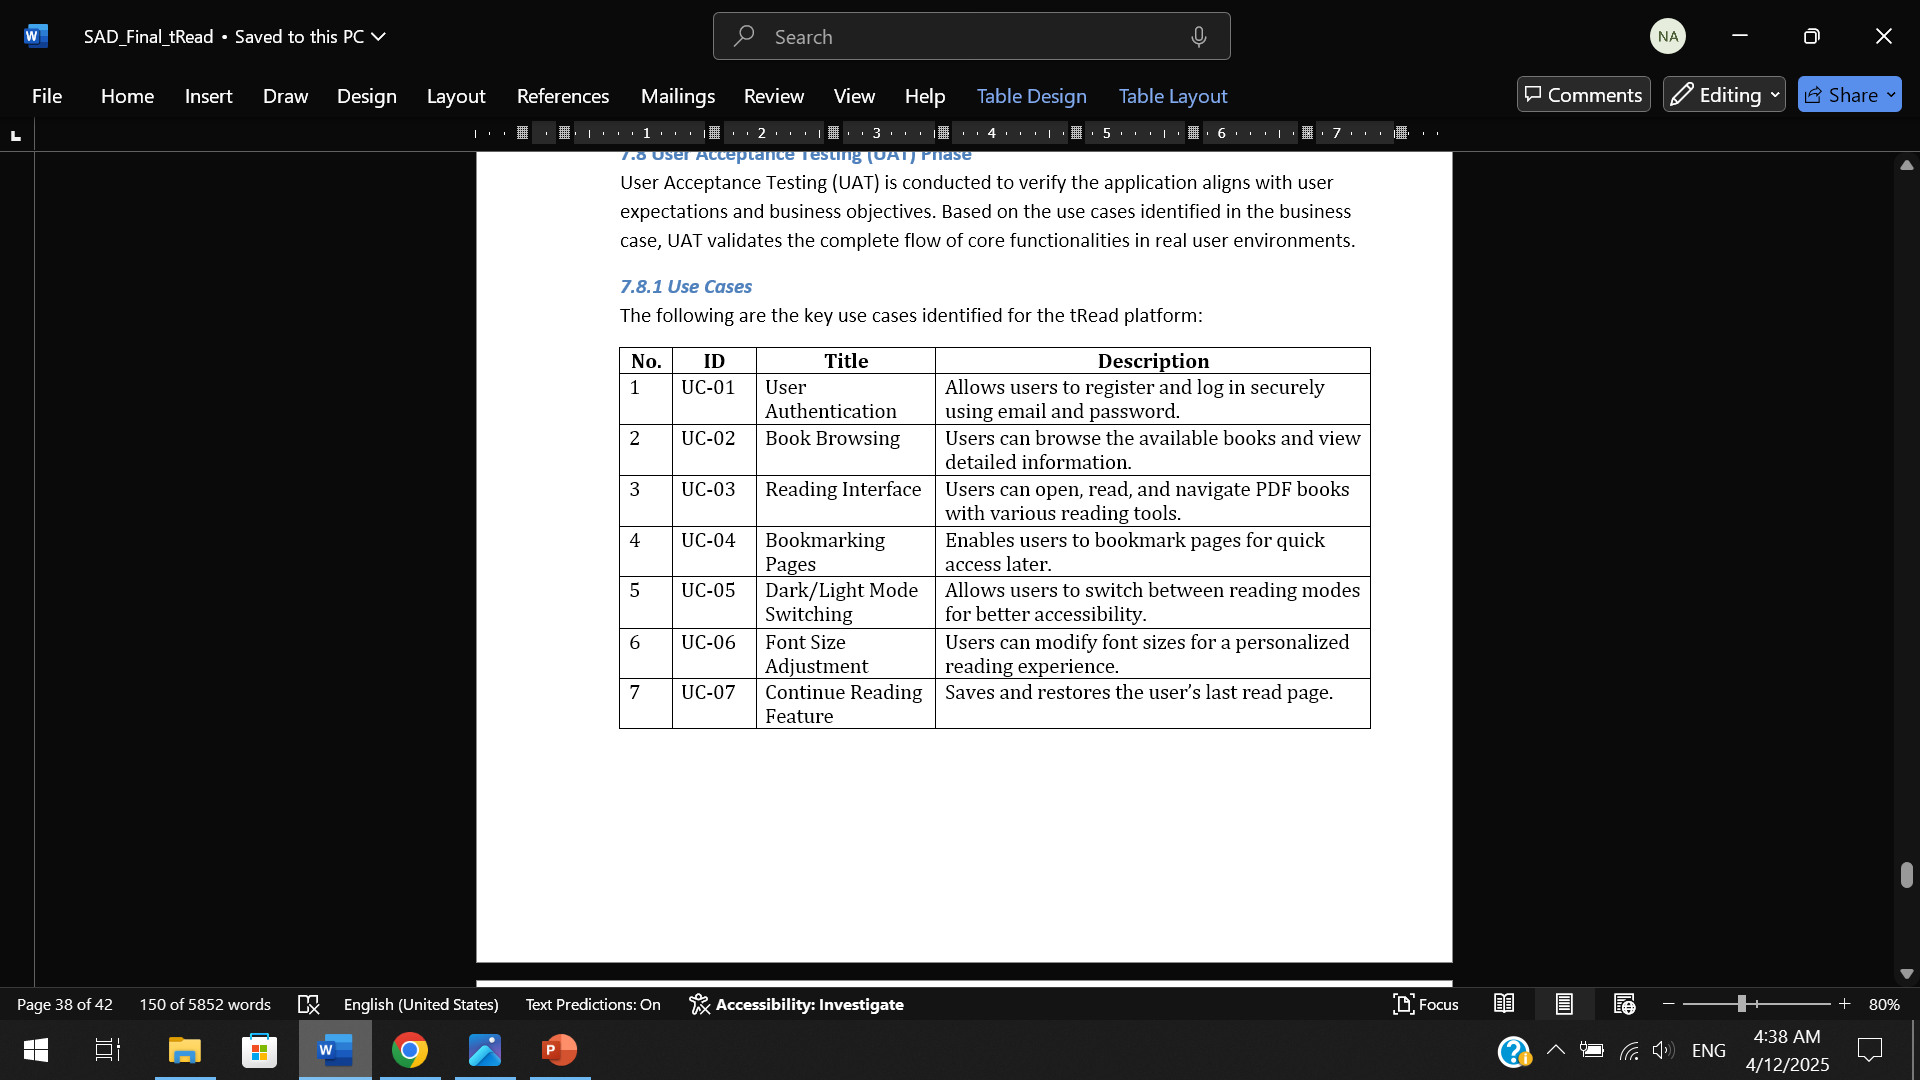 SAD_Final_tRead • Saved to this PC
Search
NA
File Home Insert Draw Design Layout References Mailings Review View Help Table Design Table Layout
Comments Editing Share
1 2 3 4 5 6 7
7.8 User Acceptance Testing (UAT) Phase
User Acceptance Testing (UAT) is conducted to verify the application aligns with user
expectations and business objectives. Based on the use cases identified in the business
case, UAT validates the complete flow of core functionalities in real user environments.
7.8.1 Use Cases
The following are the key use cases identified for the tRead platform:
No. ID Title Description
1 UC-01 User Allows users to register and log in securely
Authentication using email and password.
2 UC-02 Book Browsing Users can browse the available books and view
detailed information.
3 UC-03 Reading Interface Users can open, read, and navigate PDF books
with various reading tools.
4 UC-04 Bookmarking Enables users to bookmark pages for quick
Pages access later.
5 UC-05 Dark/Light Mode Allows users to switch between reading modes
Switching for better accessibility.
6 UC-06 Font Size Users can modify font sizes for a personalized
Adjustment reading experience.
7 UC-07 Continue Reading Saves and restores the user’s last read page.
Feature
Page 38 of 42 150 of 5852 words English (United States) Text Predictions: On Accessibility: Investigate Focus 80%
ENG
4:38 AM
4/12/2025